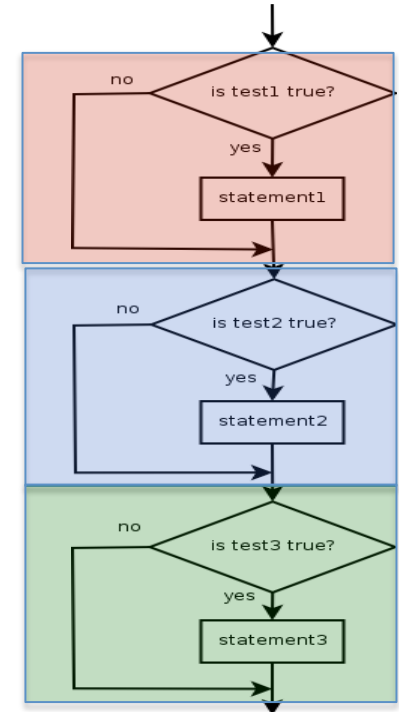 is test1 true?
no
yes
statement1
is test2 true?
no
yes
statement2
is test3 true?
no
yes
statement3